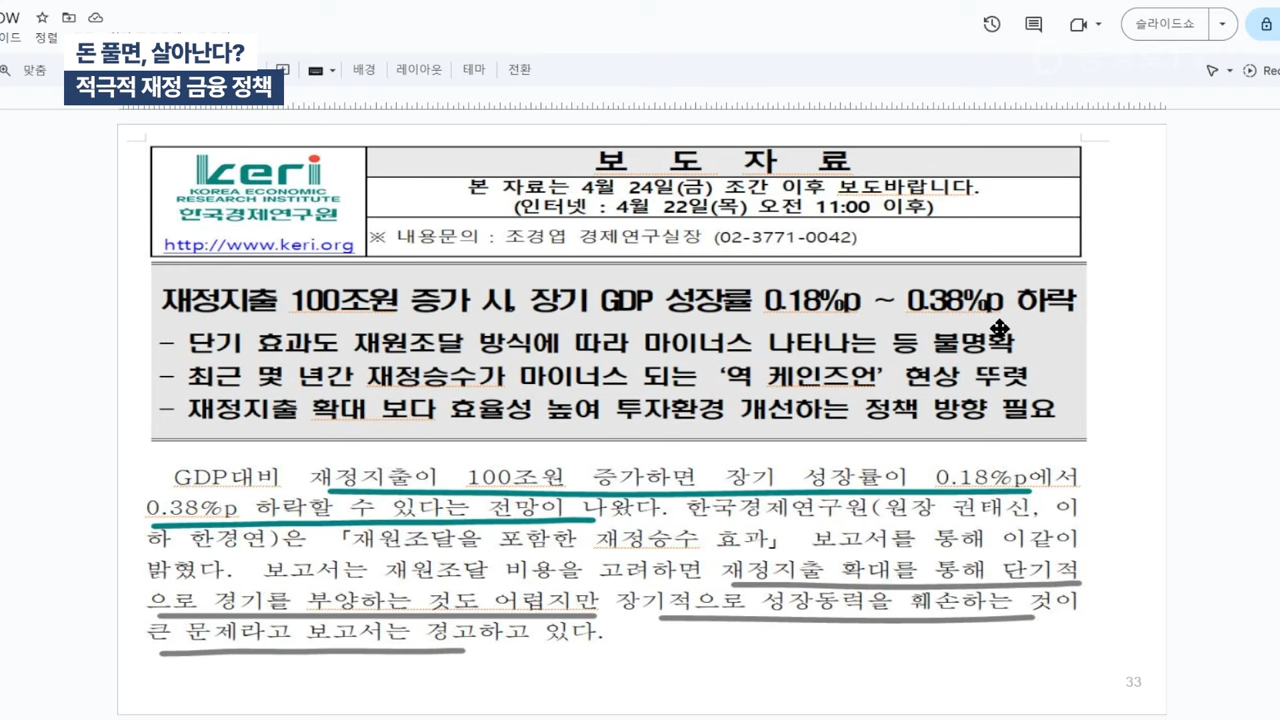 OW
이드 정렬
돈 풀면, 살아난다?
적극적 재정 금융 정책
맞춤
배경 레이아웃 테마 전환
슬라이드쇼
Rec
keri
KOREA ECONOMIC
RESEARCH INSTITUTE
한국경제연구원
http://www.keri.org
보 도 자 료
본 자료는 4월 24일(금) 조간 이후 보도바랍니다.
(인터넷 : 4월 22일(목) 오전 11:00 이후)
※ 내용문의 : 조경엽 경제연구실장 (02-3771-0042)
재정지출 100조원 증가 시, 장기 GDP 성장률 0.18%p ~ 0.38%p 하락
- 단기 효과도 재원조달 방식에 따라 마이너스 나타나는 등 불명확
- 최근 몇 년간 재정승수가 마이너스 되는 ‘역 케인즈언’ 현상 뚜렷
- 재정지출 확대 보다 효율성 높여 투자환경 개선하는 정책 방향 필요
GDP대비 재정지출이 100조원 증가하면 장기 성장률이 0.18%p에서
0.38%p 하락할 수 있다는 전망이 나왔다. 한국경제연구원(원장 권태신, 이
하 한경연)은 「재원조달을 포함한 재정승수 효과」 보고서를 통해 이같이
밝혔다. 보고서는 재원조달 비용을 고려하면 재정지출 확대를 통해 단기적
으로 경기를 부양하는 것도 어렵지만 장기적으로 성장동력을 훼손하는 것이
큰 문제라고 보고서는 경고하고 있다.
33